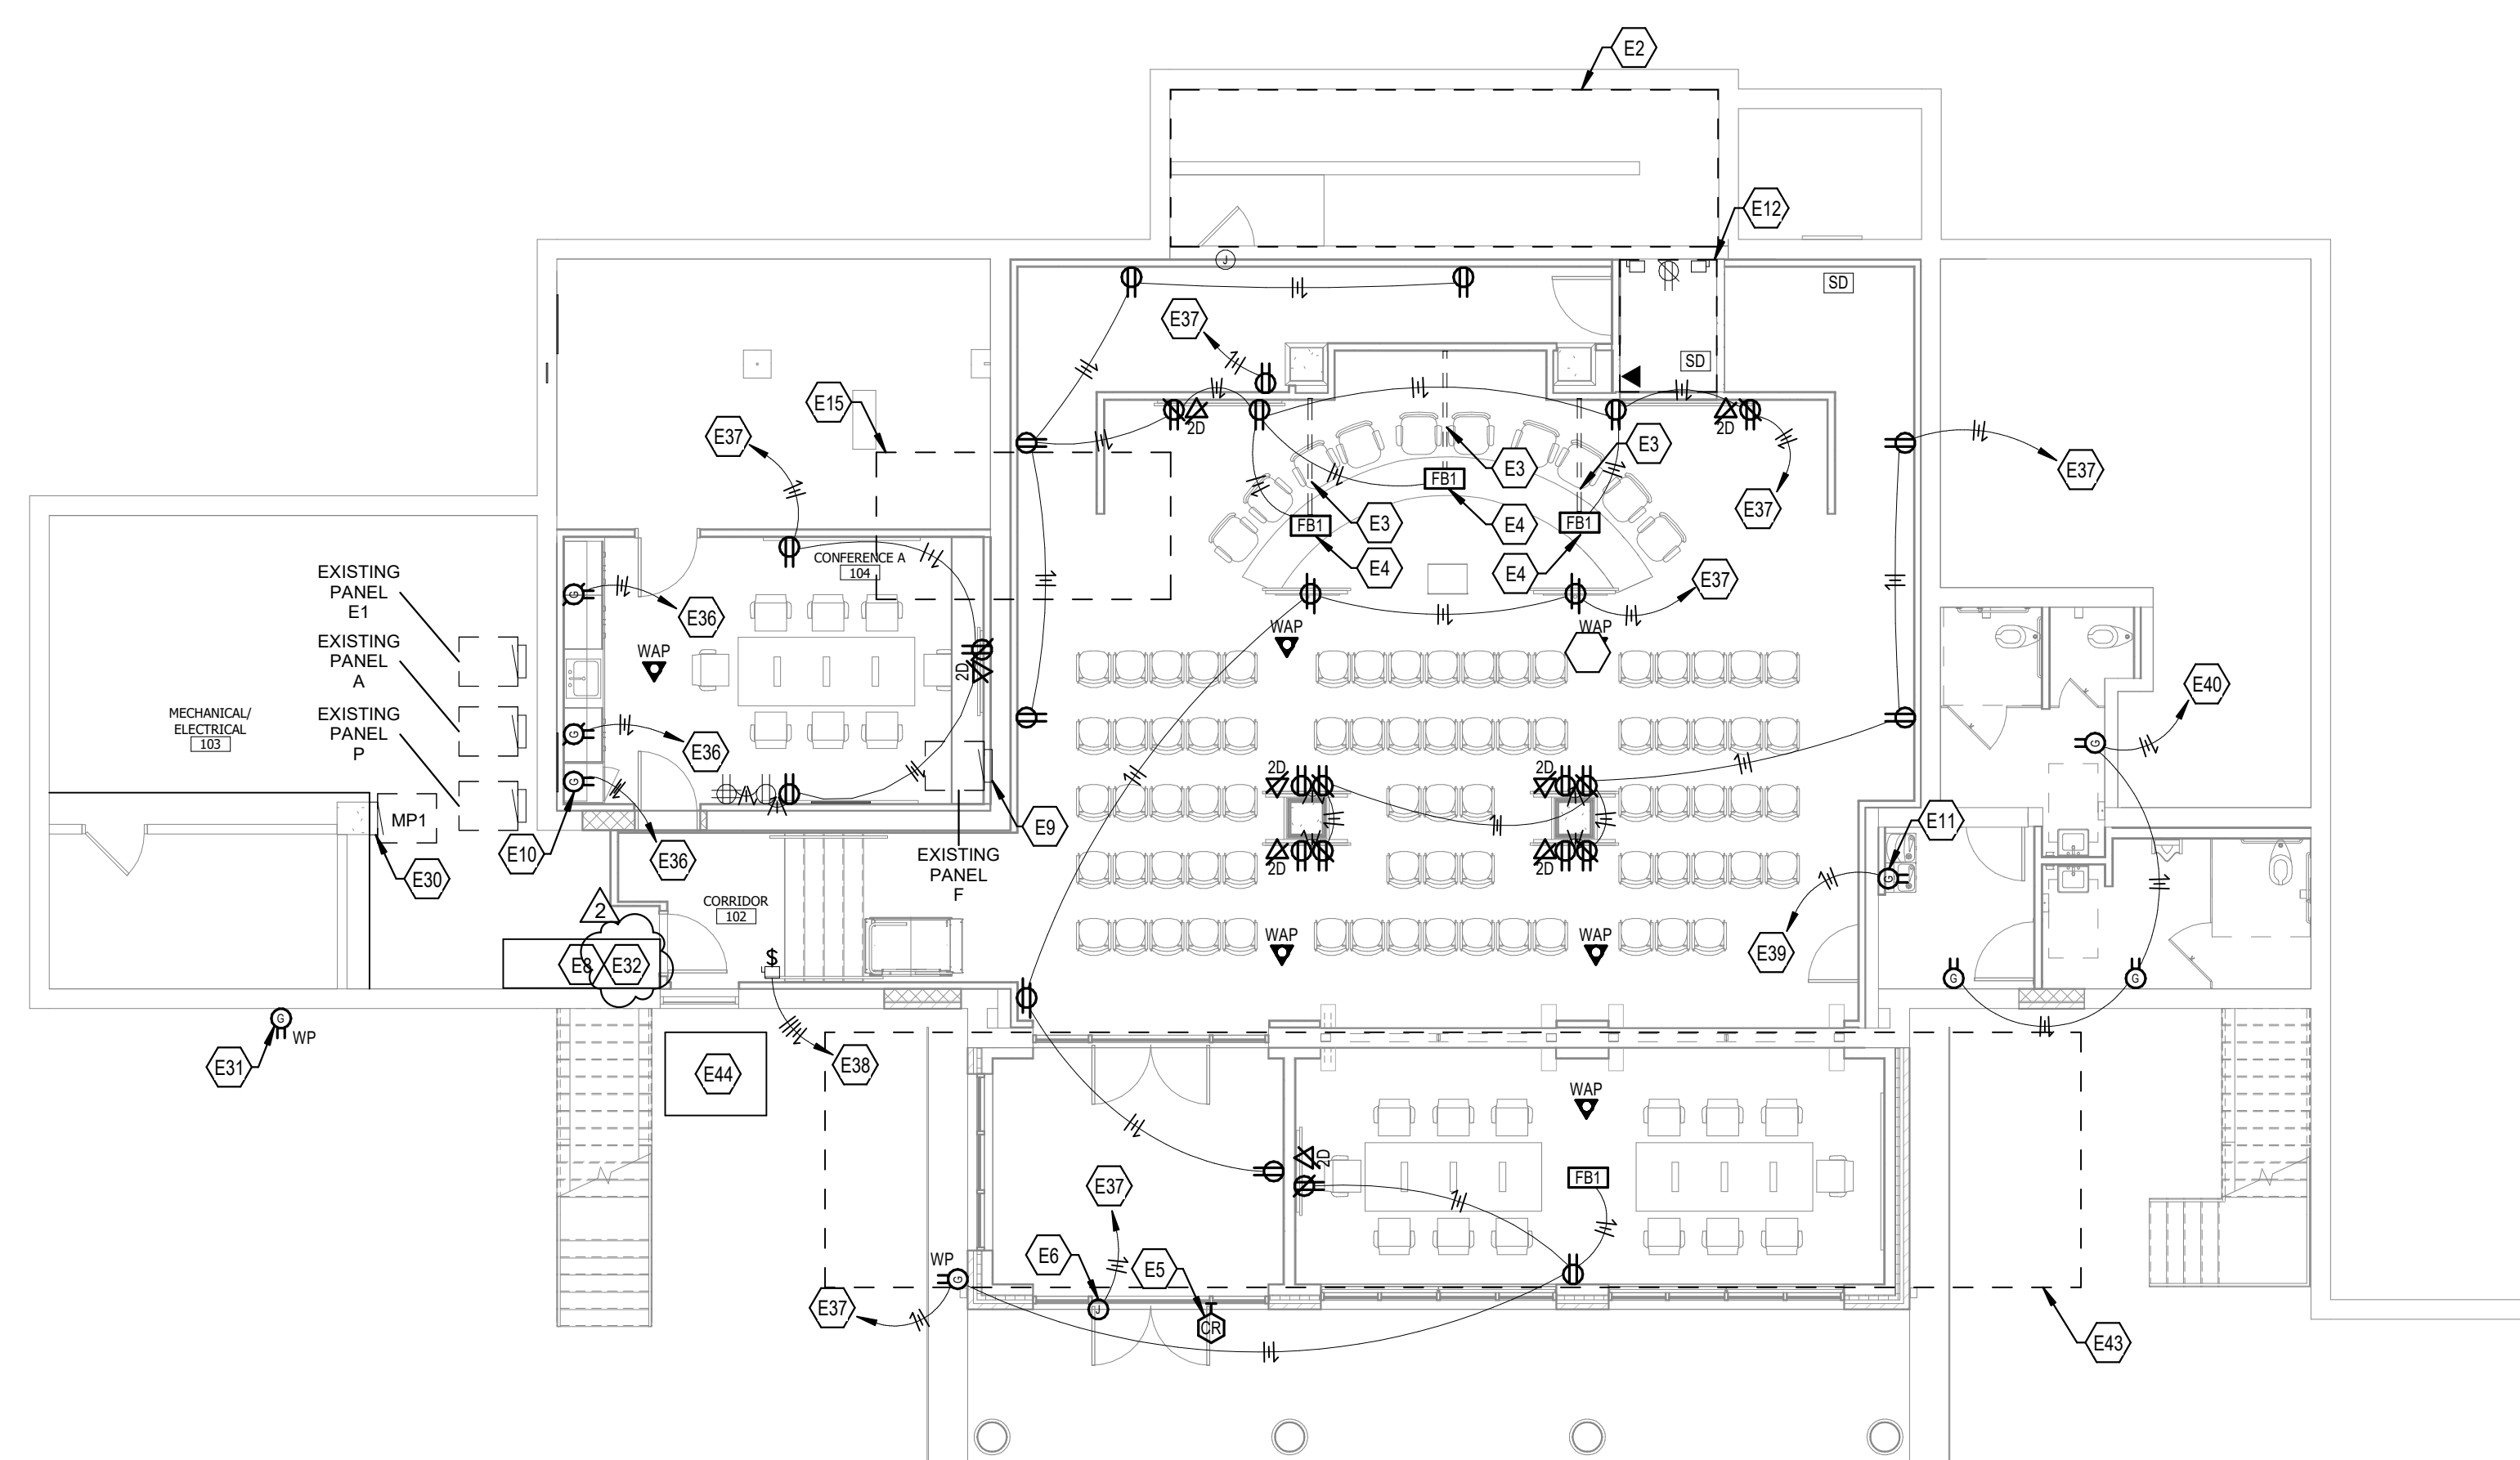 E2
E12
SD
J
E37
SD
E15
E37
2D
2D
E3
E3
E37
E37
FB1
E3
E4
FB1
FB1
E4
E4
E37
CONFERENCE A
104
EXISTING
PANEL
E1
G
E36
WAP
WAP
WAP
EXISTING
PANEL
A
2D
E40
MECHANICAL/
ELECTRICAL
103
EXISTING
PANEL
P
G
E36
G
2D
2D
G
MP1
E10
E36
E9
E11
E30
EXISTING
PANEL
F
2D
2D
G
E39
CORRIDOR
102
2
E8
E32
$
WAP
WAP
G
G
G
WP
E31
E44
E38
WAP
2D
E37
FB1
WP
G
E6
E5
E37
J
CR
E43